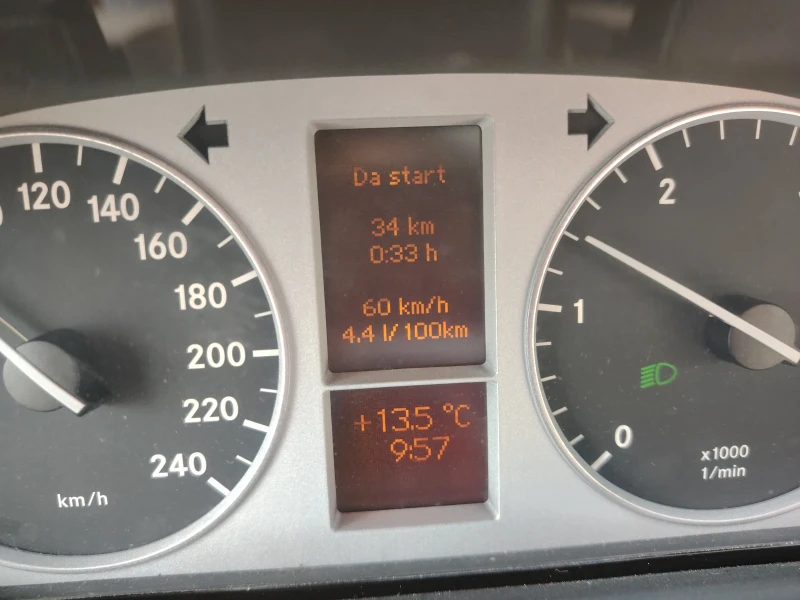 Da start
34 km
0:33 h
60 km/h
4.4 l/100km
+13.5 °C
9:57
120
140
160
180
200
220
240
km/h
0
1
2
x1000
1/min